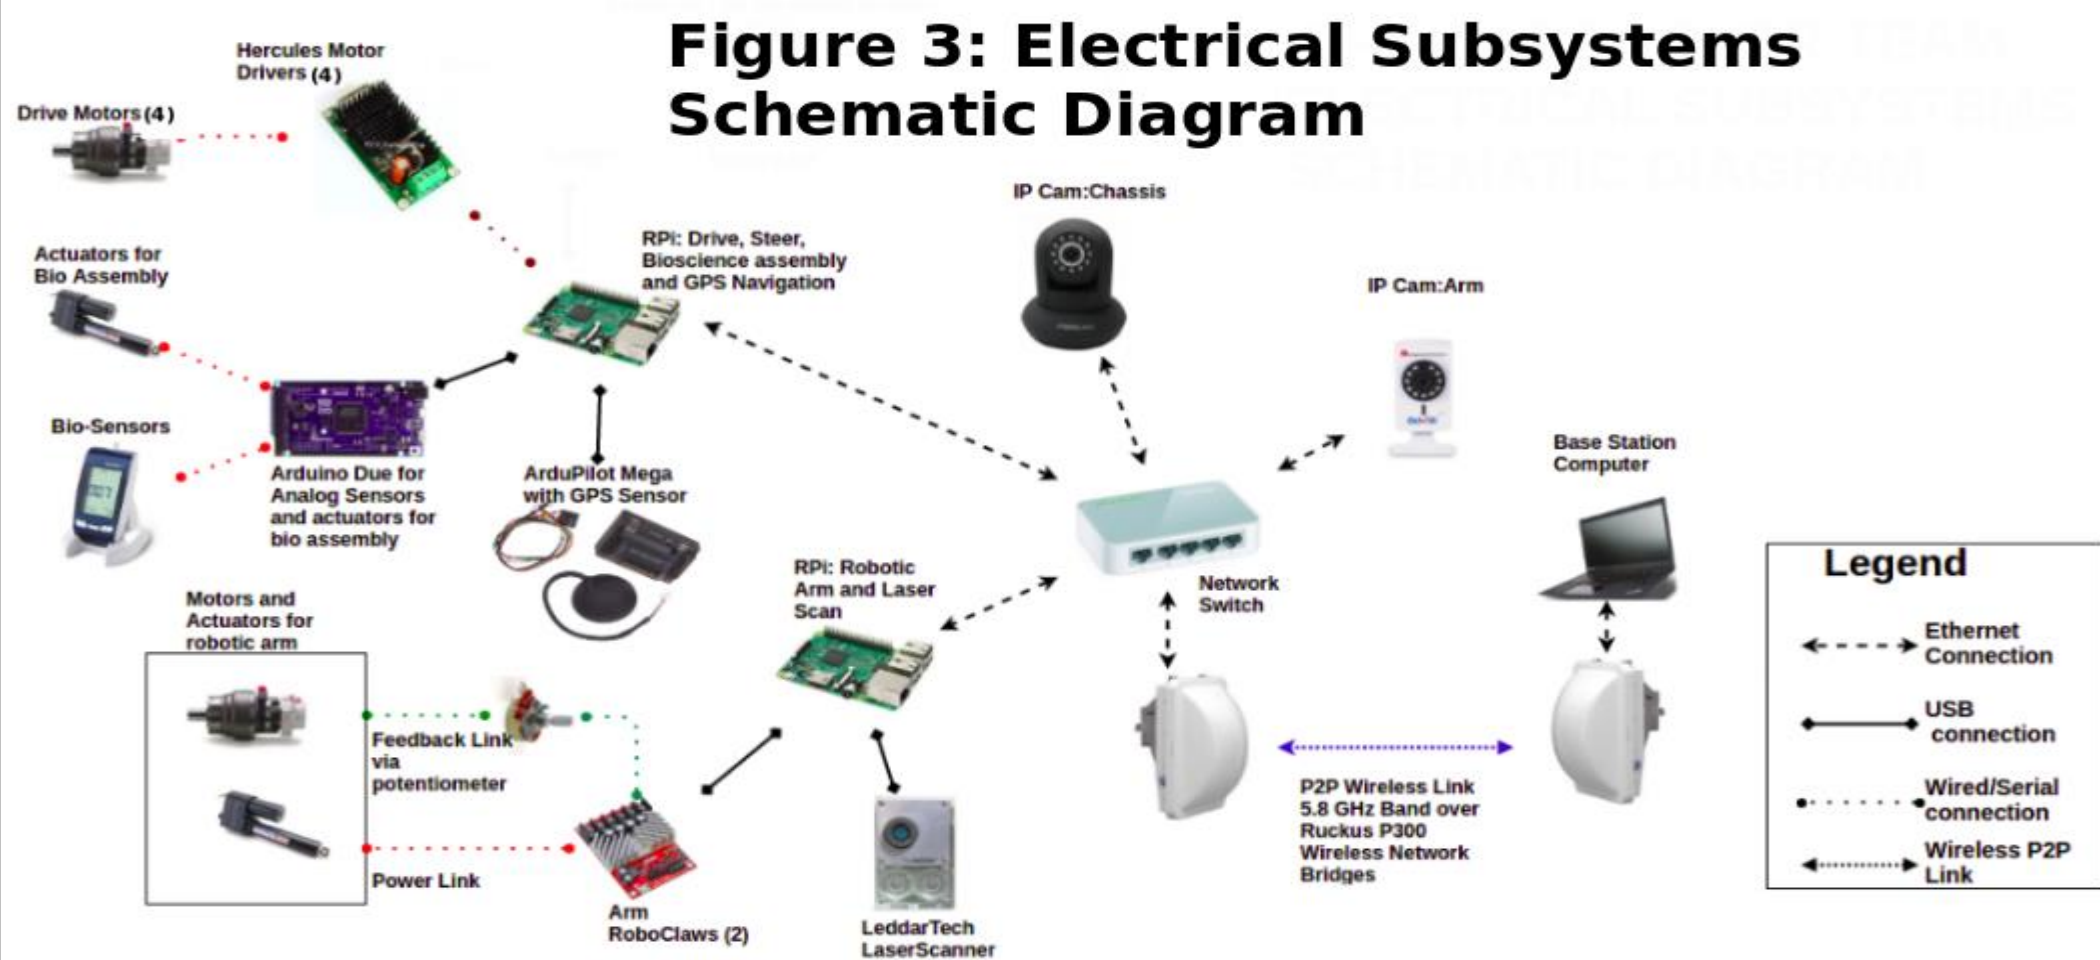 Figure 3: Electrical Subsystems
Schematic Diagram
Hercules Motor
Drivers (4)
Drive Motors (4)
IP Cam:Chassis
RPi: Drive, Steer,
Bioscience assembly
and GPS Navigation
Actuators for
Bio Assembly
IP Cam:Arm
Bio-Sensors
Base Station
Computer
Arduino Due for
Analog Sensors
and actuators for
bio assembly
ArduPilot Mega
with GPS Sensor
RPi: Robotic
Arm and Laser
Scan
Network
Switch
Motors and
Actuators for
robotic arm
Feedback Link
via
potentiometer
Power Link
P2P Wireless Link
5.8 GHz Band over
Ruckus P300
Wireless Network
Bridges
Arm
RoboClaws (2)
LeddarTech
LaserScanner
Legend
Ethernet
Connection
USB
connection
Wired/Serial
connection
Wireless P2P
Link